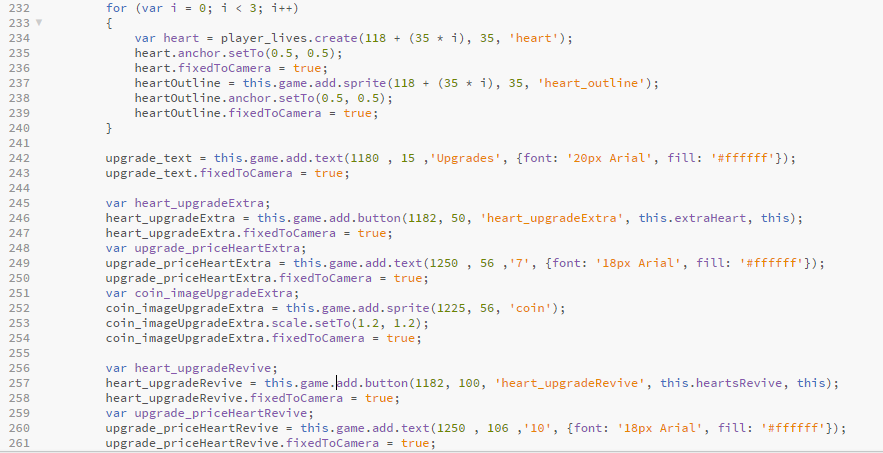 232 for (var i = 0; i < 3; i++)
233 {
234 var heart = player_lives.create(118 + (35 * i), 35, 'heart');
235 heart.anchor.setTo(0.5, 0.5);
236 heart.fixedToCamera = true;
237 heartOutline = this.game.add.sprite(118 + (35 * i), 35, 'heart_outline');
238 heartOutline.anchor.setTo(0.5, 0.5);
239 heartOutline.fixedToCamera = true;
240 }
241
242 upgrade_text = this.game.add.text(1180 , 15 ,'Upgrades', {font: '20px Arial', fill: '#ffffff'});
243 upgrade_text.fixedToCamera = true;
244
245 var heart_upgradeExtra;
246 heart_upgradeExtra = this.game.add.button(1182, 50, 'heart_upgradeExtra', this.extraHeart, this);
247 heart_upgradeExtra.fixedToCamera = true;
248 var upgrade_priceHeartExtra;
249 upgrade_priceHeartExtra = this.game.add.text(1250 , 56 ,'7', {font: '18px Arial', fill: '#ffffff'});
250 upgrade_priceHeartExtra.fixedToCamera = true;
251 var coin_imageUpgradeExtra;
252 coin_imageUpgradeExtra = this.game.add.sprite(1225, 56, 'coin');
253 coin_imageUpgradeExtra.scale.setTo(1.2, 1.2);
254 coin_imageUpgradeExtra.fixedToCamera = true;
255
256 var heart_upgradeRevive;
257 heart_upgradeRevive = this.game.add.button(1182, 100, 'heart_upgradeRevive', this.heartsRevive, this);
258 heart_upgradeRevive.fixedToCamera = true;
259 var upgrade_priceHeartRevive;
260 upgrade_priceHeartRevive = this.game.add.text(1250 , 106 ,'10', {font: '18px Arial', fill: '#ffffff'});
261 upgrade_priceHeartRevive.fixedToCamera = true;